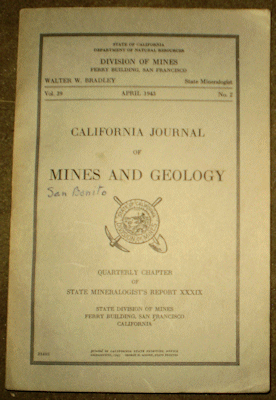 STATE OF CALIFORNIA
DEPARTMENT OF NATURAL RESOURCES
DIVISION OF MINES
FERRY BUILDING, SAN FRANCISCO
WALTER W. BRADLEY State Mineralogist
Vol. 39 APRIL 1943 No. 2
CALIFORNIA JOURNAL
OF
MINES AND GEOLOGY
San Benito
QUARTERLY CHAPTER
OF
STATE MINERALOGIST'S REPORT XXXIX
STATE DIVISION OF MINES
FERRY BUILDING, SAN FRANCISCO
CALIFORNIA